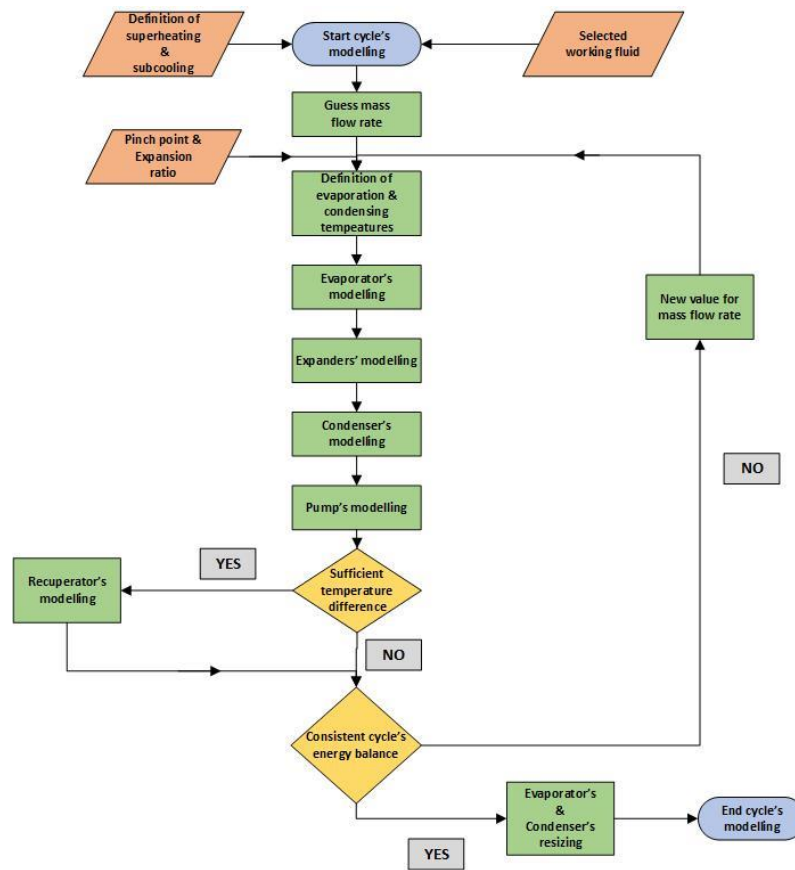 Definition of
superheating
&
subcooling
Start cycle's
modelling
Selected
working fluid
Guess mass
flow rate
Pinch point &
Expansion
ratio
Definition of
evaporation &
condensing
tempeatures
Evaporator's
modelling
New value for
mass flow rate
Expanders' modelling
Condenser's
modelling
NO
Pump's modelling
YES
Sufficient
temperature
difference
Recuperator's
modelling
NO
Consistent cycle's
energy balance
Evaporator's
&
Condenser's
resizing
End cycle's
modelling
YES